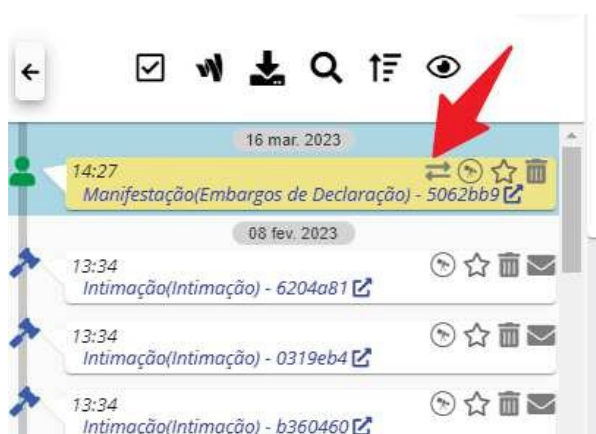 16 mar. 2023
14:27
Manifestação(Embargos de Declaração) - 5062bb9
08 fev. 2023
13:34
Intimação(Intimação) - 6204a81
13:34
Intimação(Intimação) - 0319eb4
13:34
Intimação(Intimação) - b360460